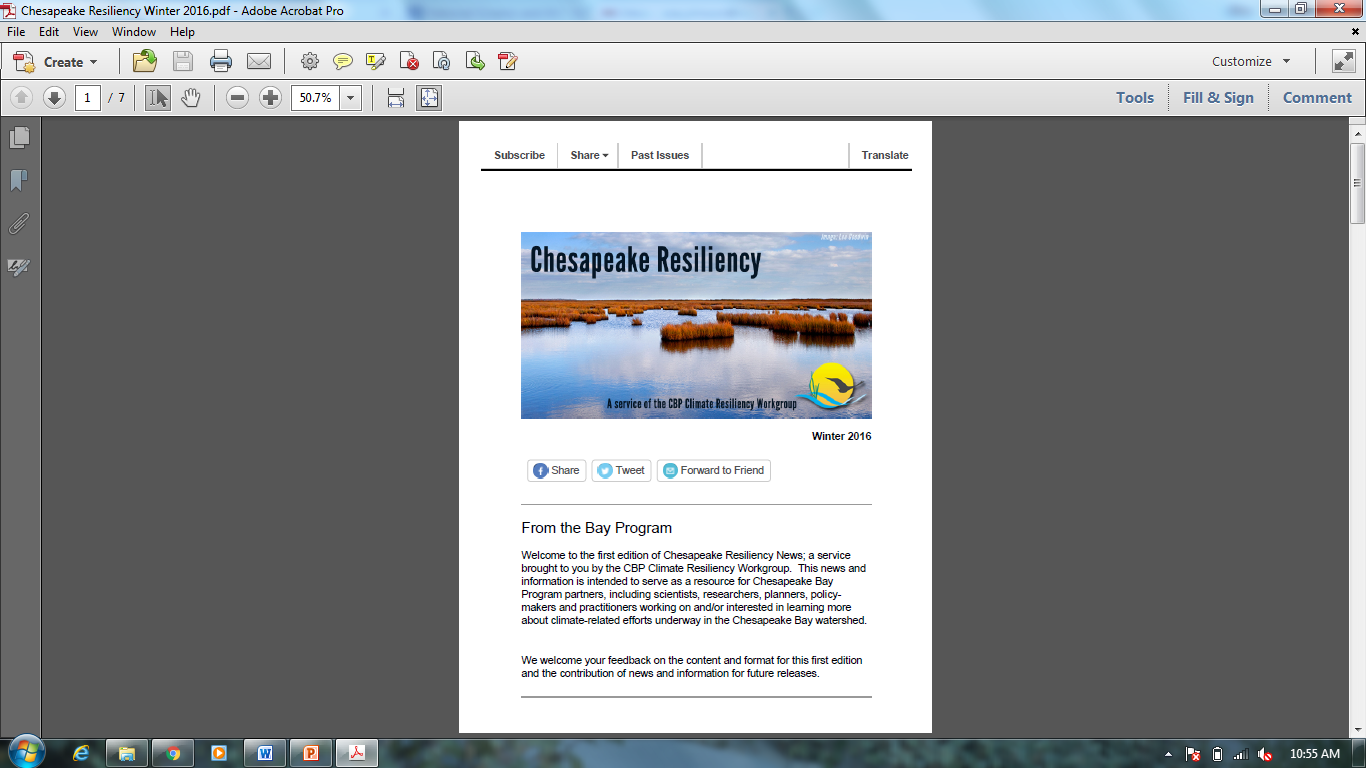 Chesapeake Resiliency Winter 2016.pdf - Adobe Acrobat Pro
File Edit View Window Help
Create
Customize
1 / 7
50.7%
Tools Fill & Sign Comment
Subscribe Share Past Issues Translate
Chesapeake Resiliency
A service of the CBP Climate Resiliency Workgroup
Winter 2016
Share Tweet Forward to Friend
From the Bay Program
Welcome to the first edition of Chesapeake Resiliency News; a service
brought to you by the CBP Climate Resiliency Workgroup. This news and
information is intended to serve as a resource for Chesapeake Bay
Program partners, including scientists, researchers, planners, policy-
makers and practitioners working on and/or interested in learning more
about climate-related efforts underway in the Chesapeake Bay watershed.
We welcome your feedback on the content and format for this first edition
and the contribution of news and information for future releases.
10:55 AM